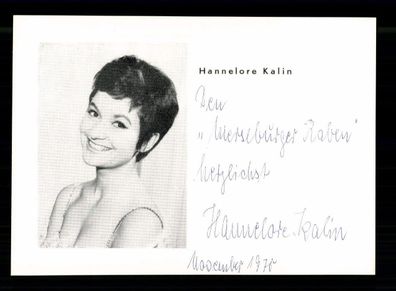 Hannelore Kalin
Den
„Merseburger Raben"
herzlichst
Hannelore Kalin
November 1975